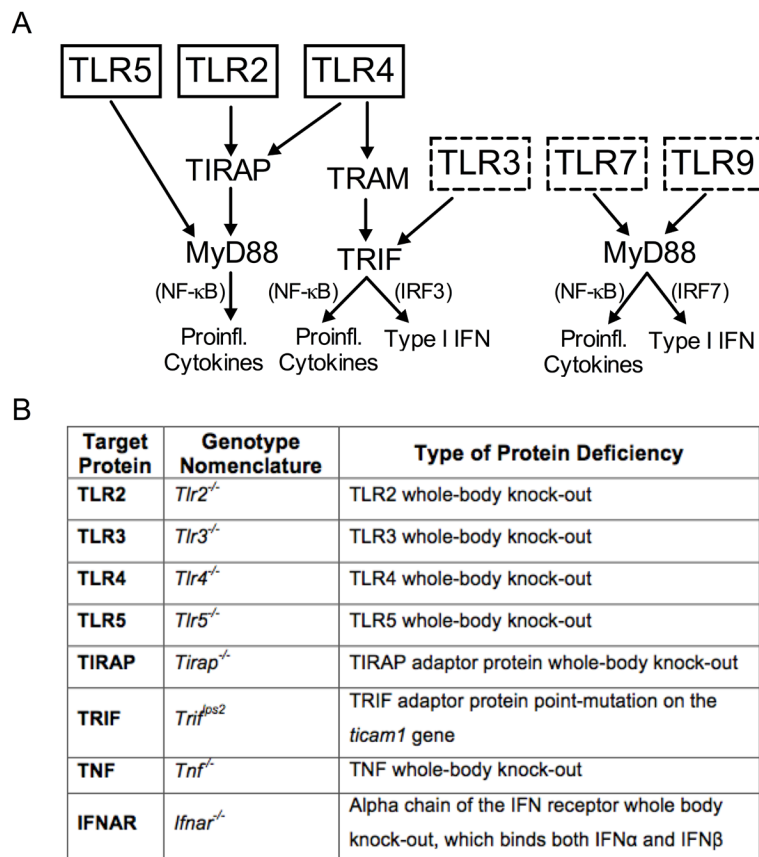 A
TLR5 TLR2 TLR4
TIRAP TRAM TLR3 TLR7 TLR9
MyD88 TRIF MyD88
(NF-κB) (NF-κB) (IRF3) (NF-κB) (IRF7)
Proinfl. Proinfl. Type I IFN Proinfl. Type I IFN
Cytokines Cytokines Cytokines
B
Target Genotype Type of Protein Deficiency
Protein Nomenclature
TLR2 Tlr2-/- TLR2 whole-body knock-out
TLR3 Tlr3-/- TLR3 whole-body knock-out
TLR4 Tlr4-/- TLR4 whole-body knock-out
TLR5 Tlr5-/- TLR5 whole-body knock-out
TIRAP Tirap-/- TIRAP adaptor protein whole-body knock-out
TRIF Triflps2 TRIF adaptor protein point-mutation on the
ticam1 gene
TNF Tnf-/- TNF whole-body knock-out
IFNAR Ifnar-/- Alpha chain of the IFN receptor whole body
knock-out, which binds both IFNα and IFNβ